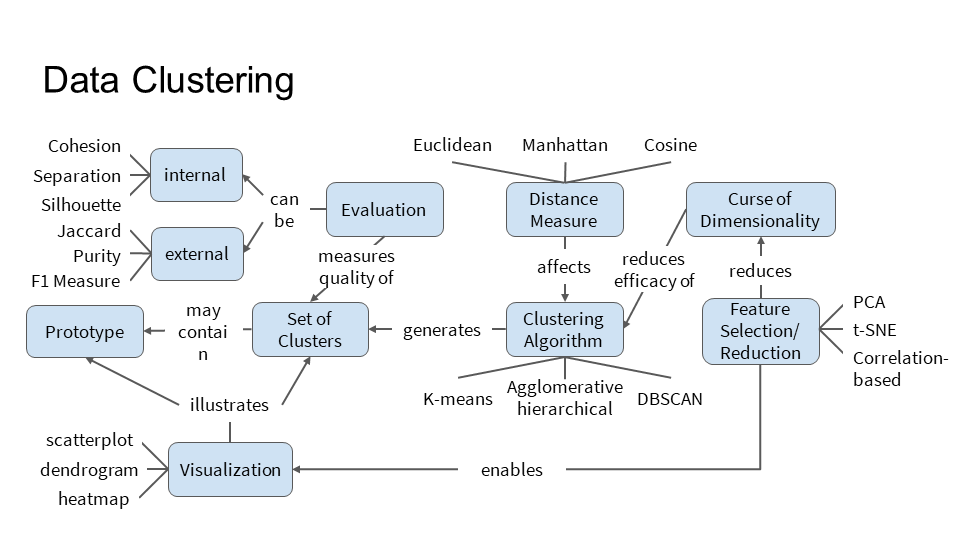 Data Clustering
Euclidean
Manhattan
Cosine
Cohesion
Separation
Silhouette
internal
Jaccard
Purity
F1 Measure
external
can
be
Evaluation
measures
quality of
Distance
Measure
affects
Curse of
Dimensionality
reduces
efficacy of
reduces
Prototype
may
contai
n
Set of
Clusters
generates
Clustering
Algorithm
Feature
Selection/
Reduction
PCA
t-SNE
Correlation-
based
K-means
Agglomerative
hierarchical
DBSCAN
illustrates
scatterplot
dendrogram
heatmap
Visualization
enables